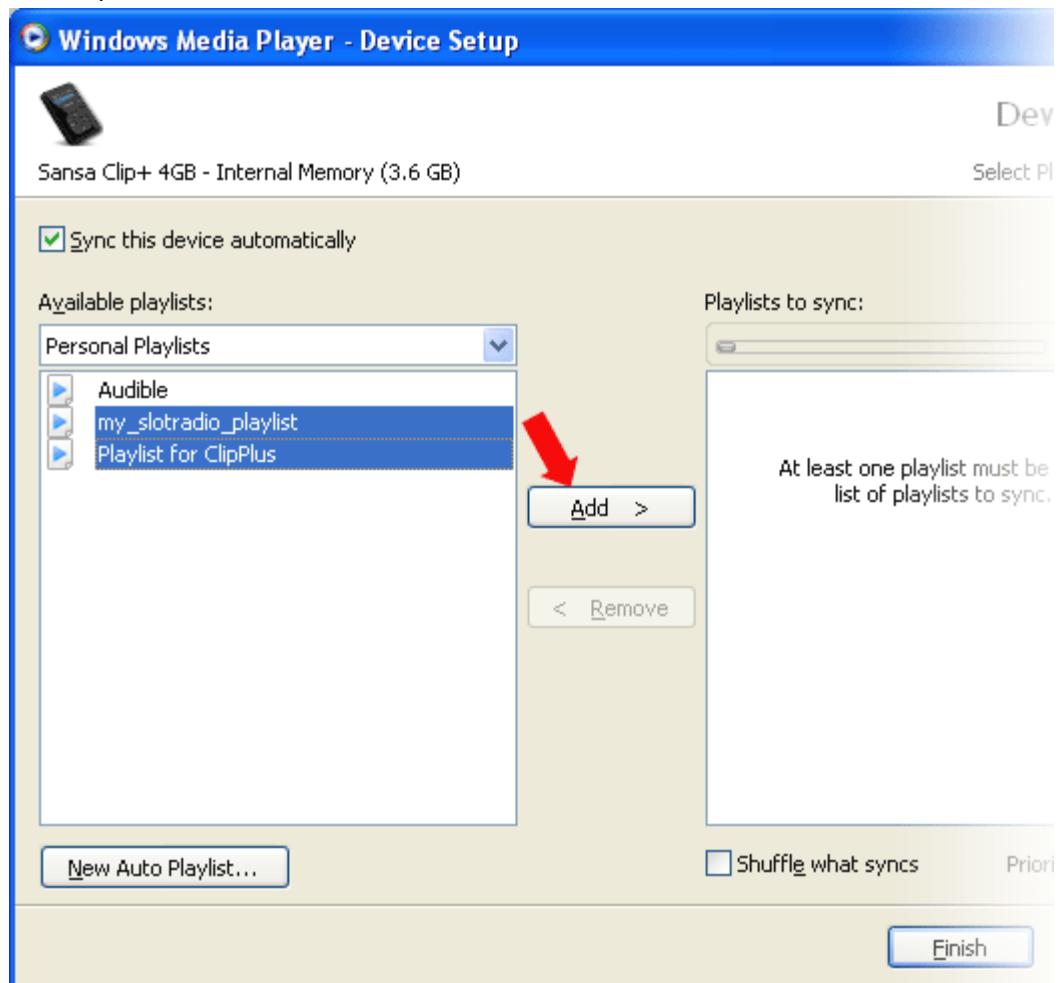 Windows Media Player - Device Setup
Dev
Sansa Clip+ 4GB - Internal Memory (3.6 GB)
Select Pl
Sync this device automatically
Available playlists:
Playlists to sync:
Personal Playlists
Audible
my_slotradio_playlist
Playlist for ClipPlus
At least one playlist must be
list of playlists to sync.
Add >
< Remove
New Auto Playlist...
Shuffle what syncs
Priori
Finish